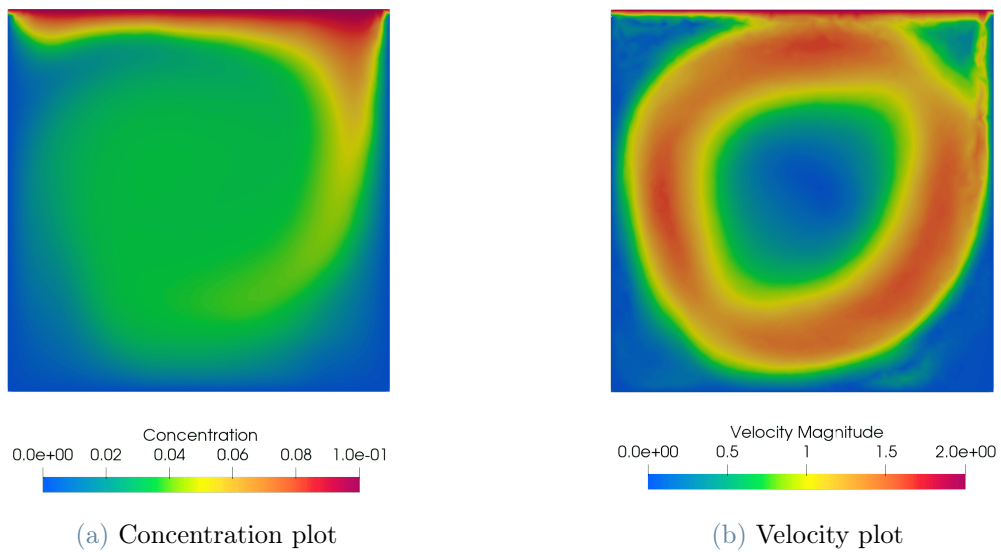 Concentration
0.0e+00 0.02 0.04 0.06 0.08 1.0e-01
(a) Concentration plot
Velocity Magnitude
0.0e+00 0.5 1 1.5 2.0e+00
(b) Velocity plot